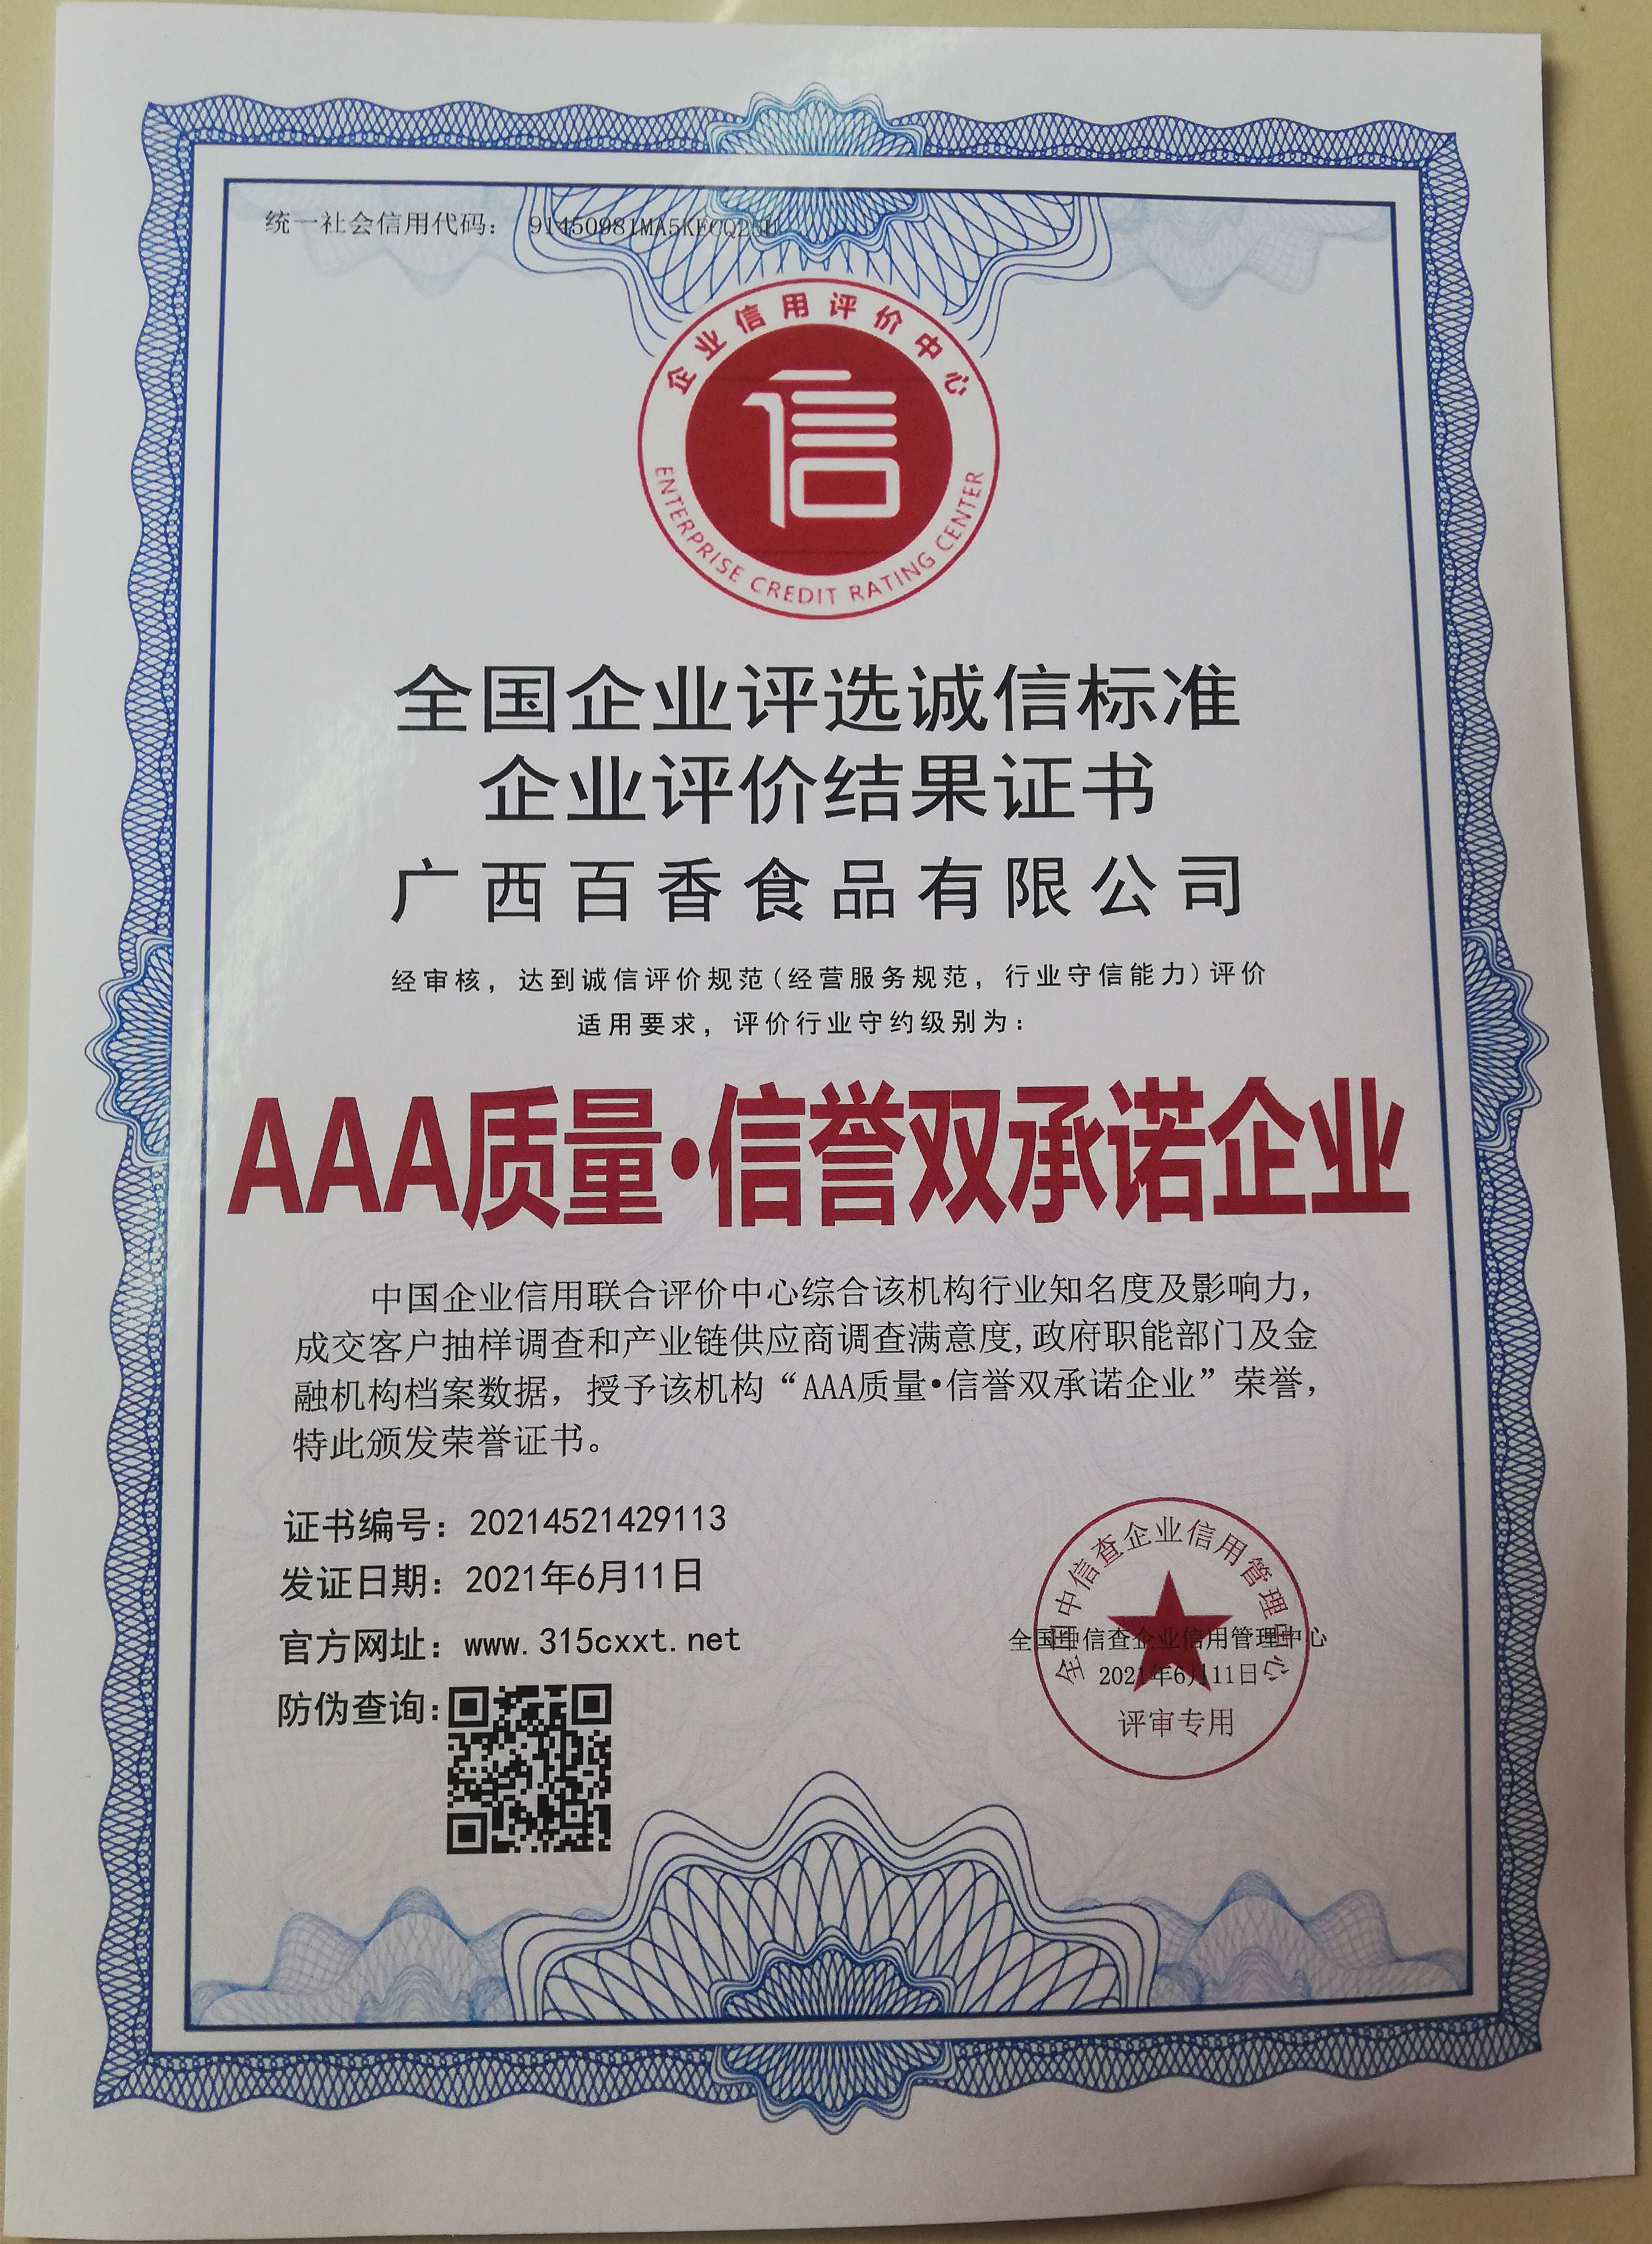 统一社会信用代码： 91450981MA5KECQ25U
企业信用评价中心
信
ENTERPRISE CREDIT RATING CENTER
全国企业评选诚信标准
企业评价结果证书
广西百香食品有限公司
经审核，达到诚信评价规范(经营服务规范，行业守信能力)评价
适用要求，评价行业守约级别为：
AAA质量·信誉双承诺企业
中国企业信用联合评价中心综合该机构行业知名度及影响力，
成交客户抽样调查和产业链供应商调查满意度,政府职能部门及金
融机构档案数据，授予该机构“AAA质量·信誉双承诺企业”荣誉，
特此颁发荣誉证书。
证书编号：20214521429113
发证日期：2021年6月11日
官方网址：www.315cxxt.net
防伪查询：
全国中信查企业信用管理中心
全国中信查企业信用管理中心
2021年6月11日
评审专用